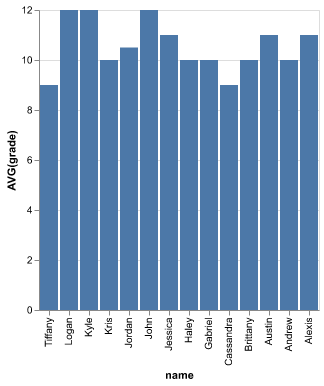 12
10
8
6
4
2
0
AVG(grade)
Tiffany
Logan
Kyle
Kris
Jordan
John
Jessica
Haley
Gabriel
Cassandra
Brittany
Austin
Andrew
Alexis
name